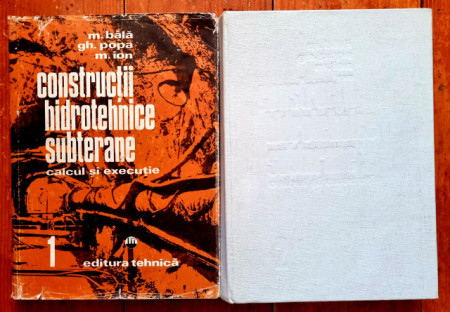 m. bălă
gh. popa
m. ion
construcții
hidrotehnice
subterane
calcul și execuție
1
editura tehnică